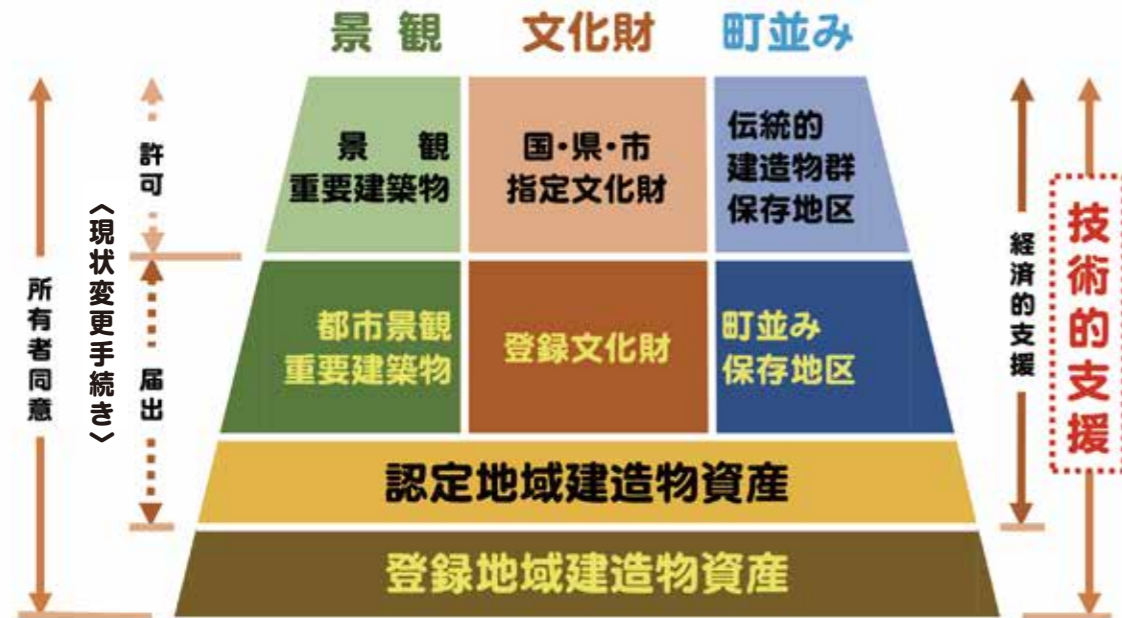 景観
文化財
町並み
景観
重要建築物
国・県・市
指定文化財
伝統的
建造物群
保存地区
都市景観
重要建築物
登録文化財
町並み
保存地区
認定地域建造物資産
登録地域建造物資産
所有者同意
〈現状変更手続き〉
許可
届出
経済的支援
技術的支援